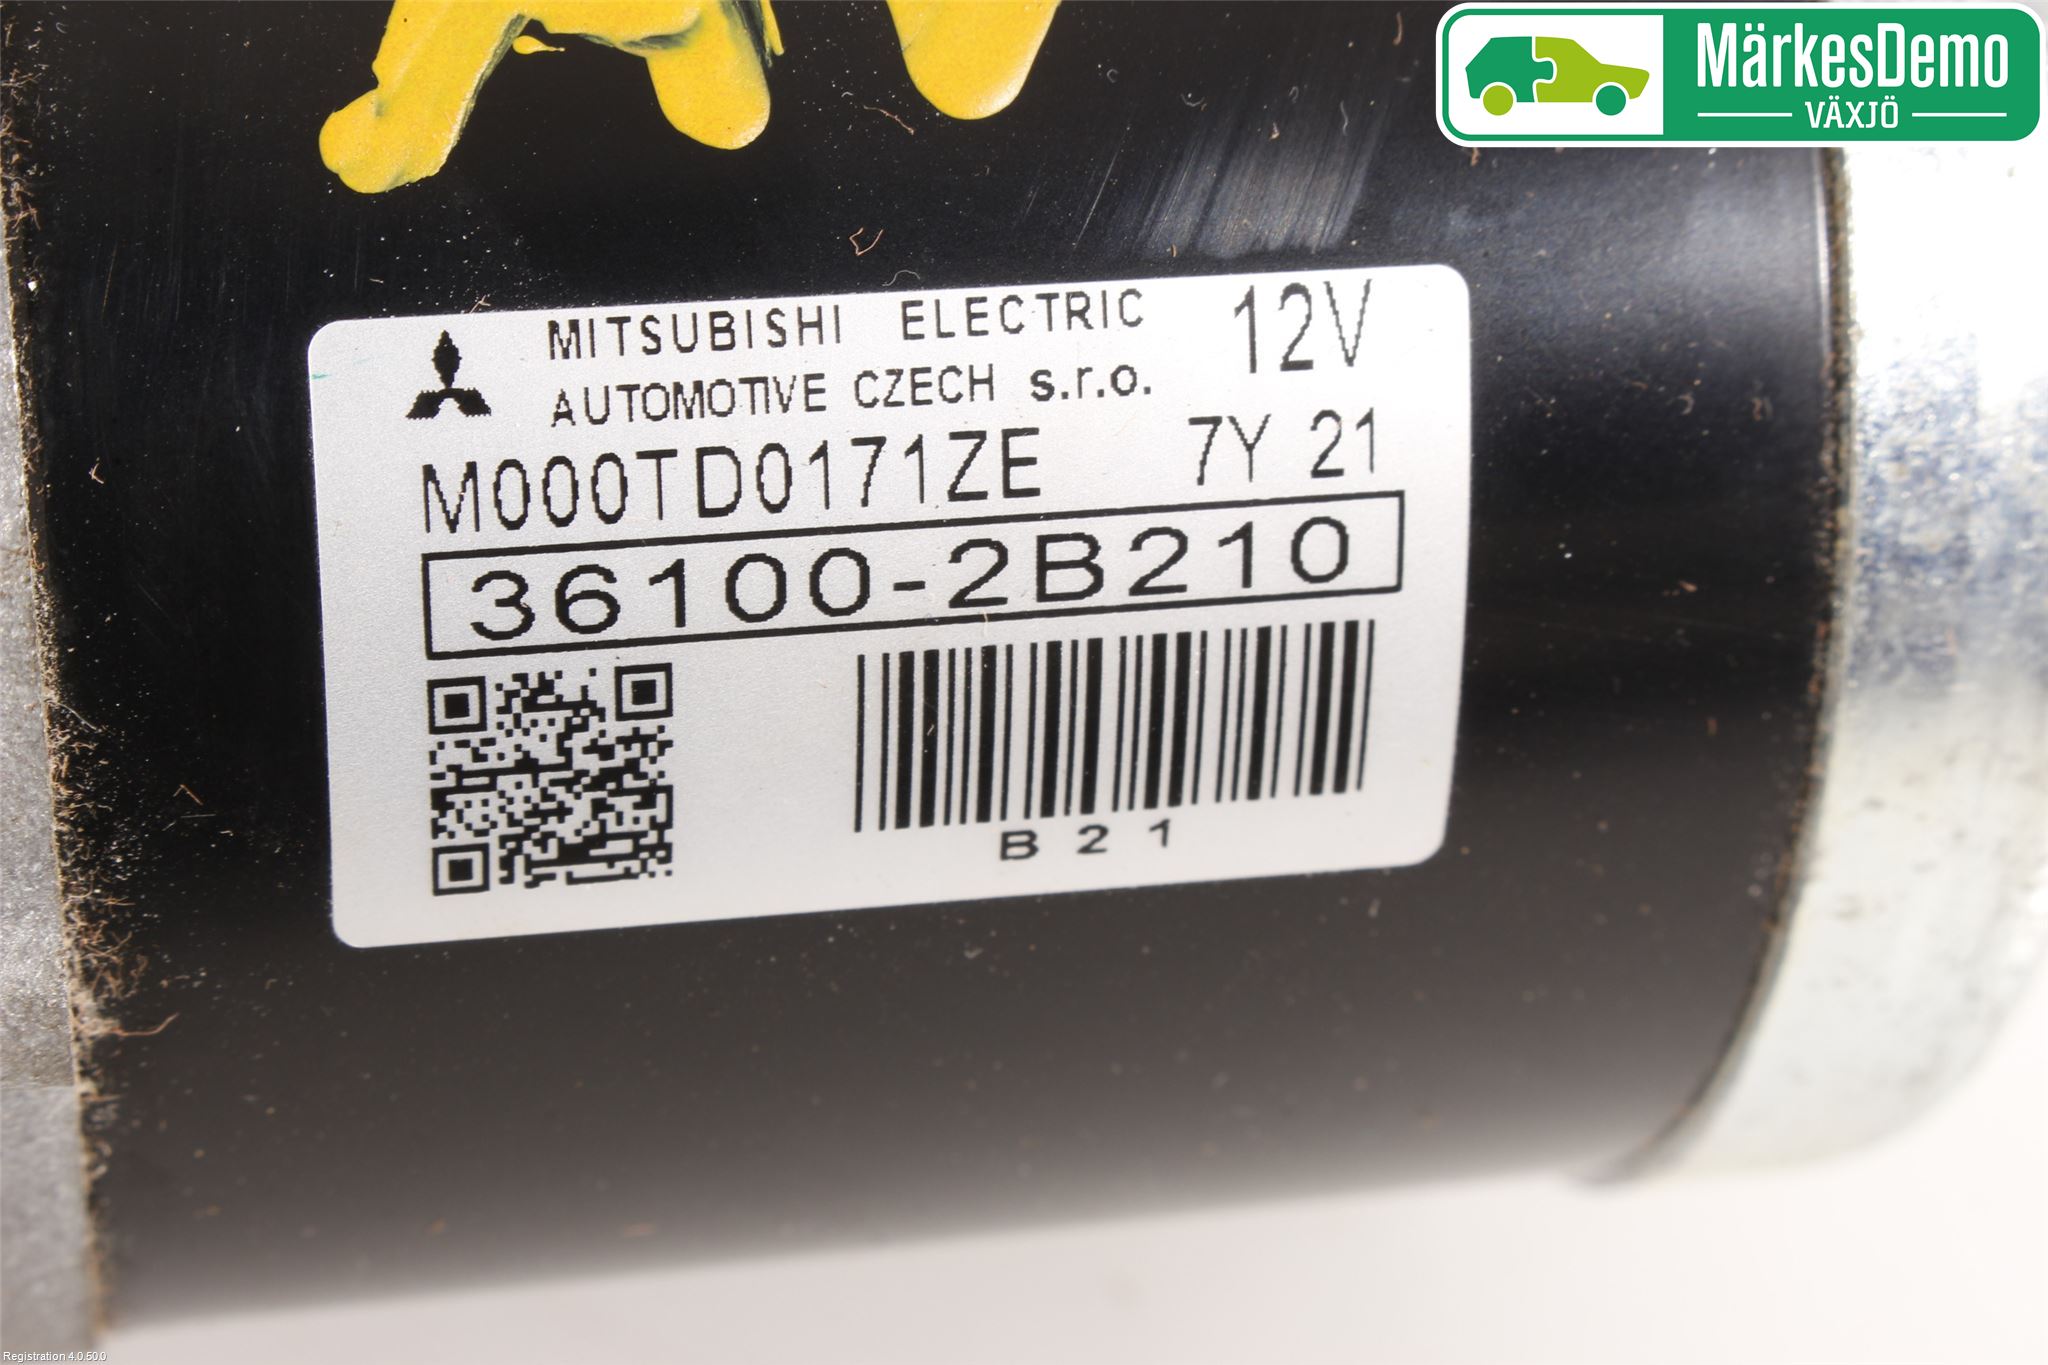 MärkesDemo
VÄXJÖ
MITSUBISHI ELECTRIC 12V
AUTOMOTIVE CZECH s.r.o.
M000TD0171ZE 7Y 21
36100-2B210
B21
Registration 4.0.50.0